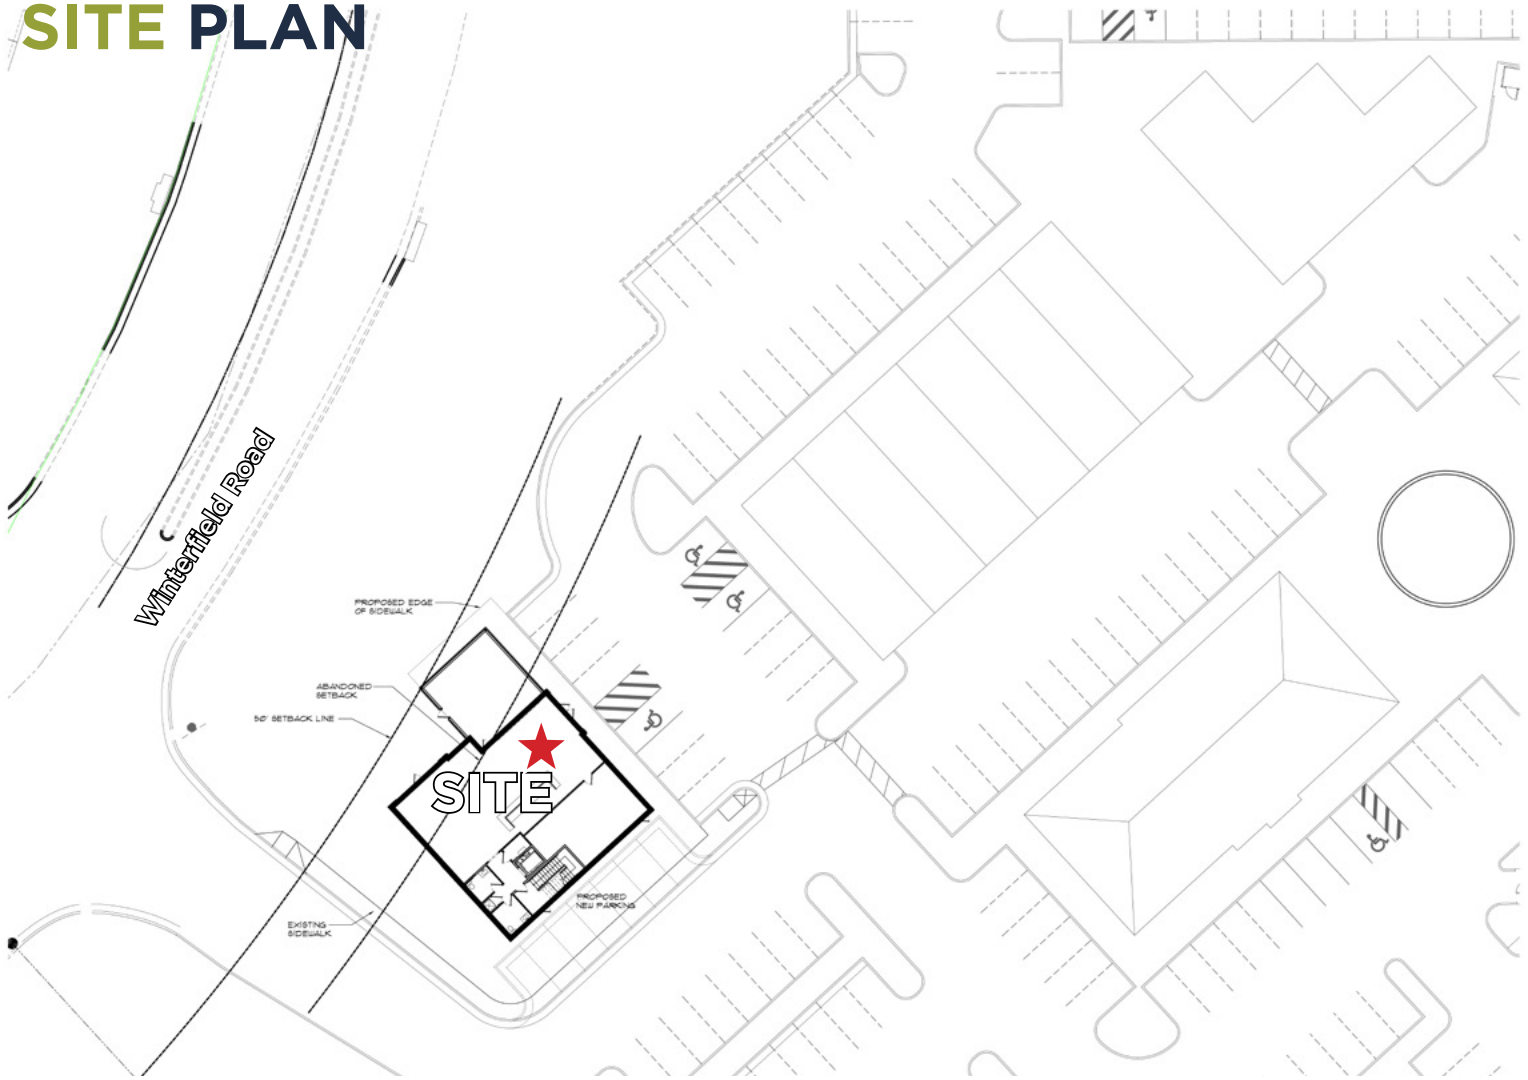 SITE PLAN
Winterfield Road
PROPOSED EDGE
OF SIDEWALK
ABANDONED
SETBACK
50' SETBACK LINE
SITE
PROPOSED
NEW PARKING
EXISTING
SIDEWALK